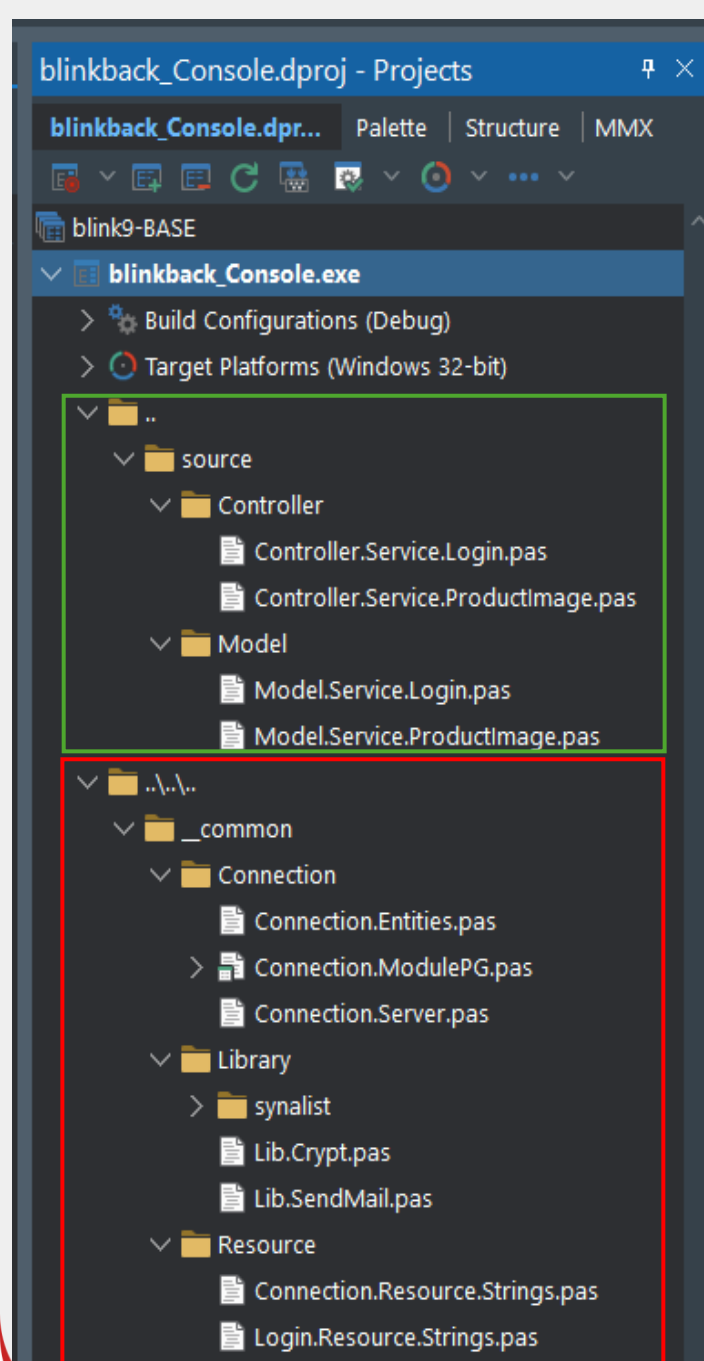 blinkback_Console.dproj - Projects
blinkback_Console.dpr... Palette Structure MMX
blink9-BASE
blinkback_Console.exe
Build Configurations (Debug)
Target Platforms (Windows 32-bit)
..
source
Controller
Controller.Service.Login.pas
Controller.Service.ProductImage.pas
Model
Model.Service.Login.pas
Model.Service.ProductImage.pas
..\..\..
__common
Connection
Connection.Entities.pas
Connection.ModulePG.pas
Connection.Server.pas
Library
synalist
Lib.Crypt.pas
Lib.SendMail.pas
Resource
Connection.Resource.Strings.pas
Login.Resource.Strings.pas